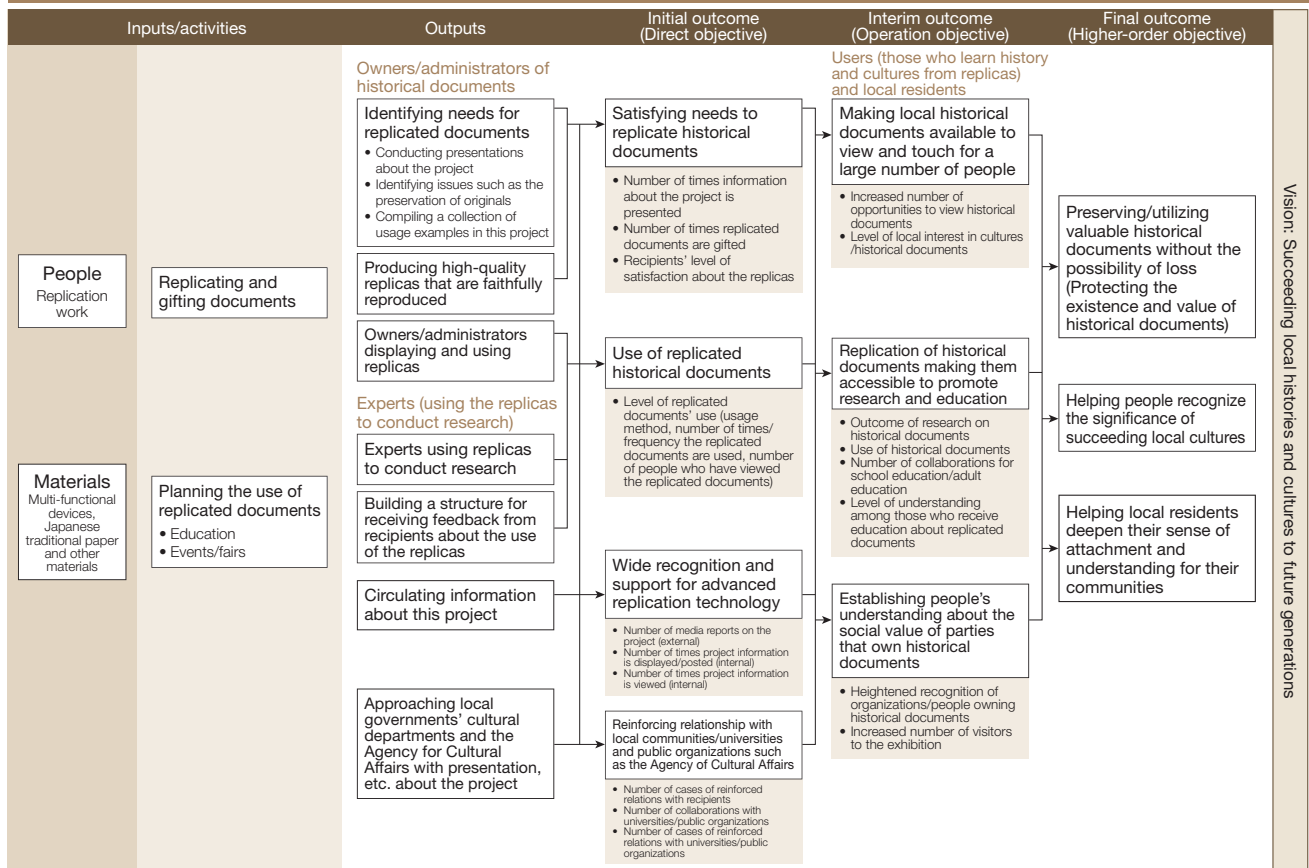 Inputs/activities
Outputs
Initial outcome
(Direct objective)
Interim outcome
(Operation objective)
Final outcome
(Higher-order objective)
People
Replication
work
Materials
Multi-functional
devices,
Japanese
traditional paper
and other
materials
Replicating and
gifting documents
Planning the use of
replicated documents
• Education
• Events/fairs
Owners/administrators of
historical documents
Identifying needs for
replicated documents
• Conducting presentations
about the project
• Identifying issues such as the
preservation of originals
• Compiling a collection of
usage examples in this project
Producing high-quality
replicas that are faithfully
reproduced
Owners/administrators
displaying and using
replicas
Experts (using the replicas
to conduct research)
Experts using replicas
to conduct research
Building a structure for
receiving feedback from
recipients about the use
of the replicas
Circulating information
about this project
Approaching local
governments' cultural
departments and the
Agency for Cultural
Affairs with presentation,
etc. about the project
Satisfying needs to
replicate historical
documents
• Number of times information
about the project is
presented
• Number of times replicated
documents are gifted
• Recipients' level of
satisfaction about the replicas
Use of replicated
historical documents
• Level of replicated
documents' use (usage
method, number of times/
frequency the replicated
documents are used, number
of people who have viewed
the replicated documents)
Wide recognition and
support for advanced
replication technology
• Number of media reports on the
project (external)
• Number of times project information
is displayed/posted (internal)
• Number of times project information
is viewed (internal)
Reinforcing relationship with
local communities/universities
and public organizations such
as the Agency of Cultural Affairs
• Number of cases of reinforced
relations with recipients
• Number of collaborations with
universities/public organizations
• Number of cases of reinforced
relations with universities/public
organizations
Users (those who learn history
and cultures from replicas)
and local residents
Making local historical
documents available to
view and touch for a
large number of people
• Increased number of
opportunities to view historical
documents
• Level of local interest in cultures
/historical documents
Replication of historical
documents making them
accessible to promote
research and education
• Outcome of research on
historical documents
• Use of historical documents
• Number of collaborations for
school education/adult
education
• Level of understanding
among those who receive
education about replicated
documents
Establishing people's
understanding about the
social value of parties
that own historical
documents
• Heightened recognition of
organizations/people owning
historical documents
• Increased number of visitors
to the exhibition
Preserving/utilizing
valuable historical
documents without the
possibility of loss
(Protecting the
existence and value of
historical documents)
Helping people recognize
the significance of
succeeding local cultures
Helping local residents
deepen their sense of
attachment and
understanding for their
communities
Vision: Succeeding local histories and cultures to future generations